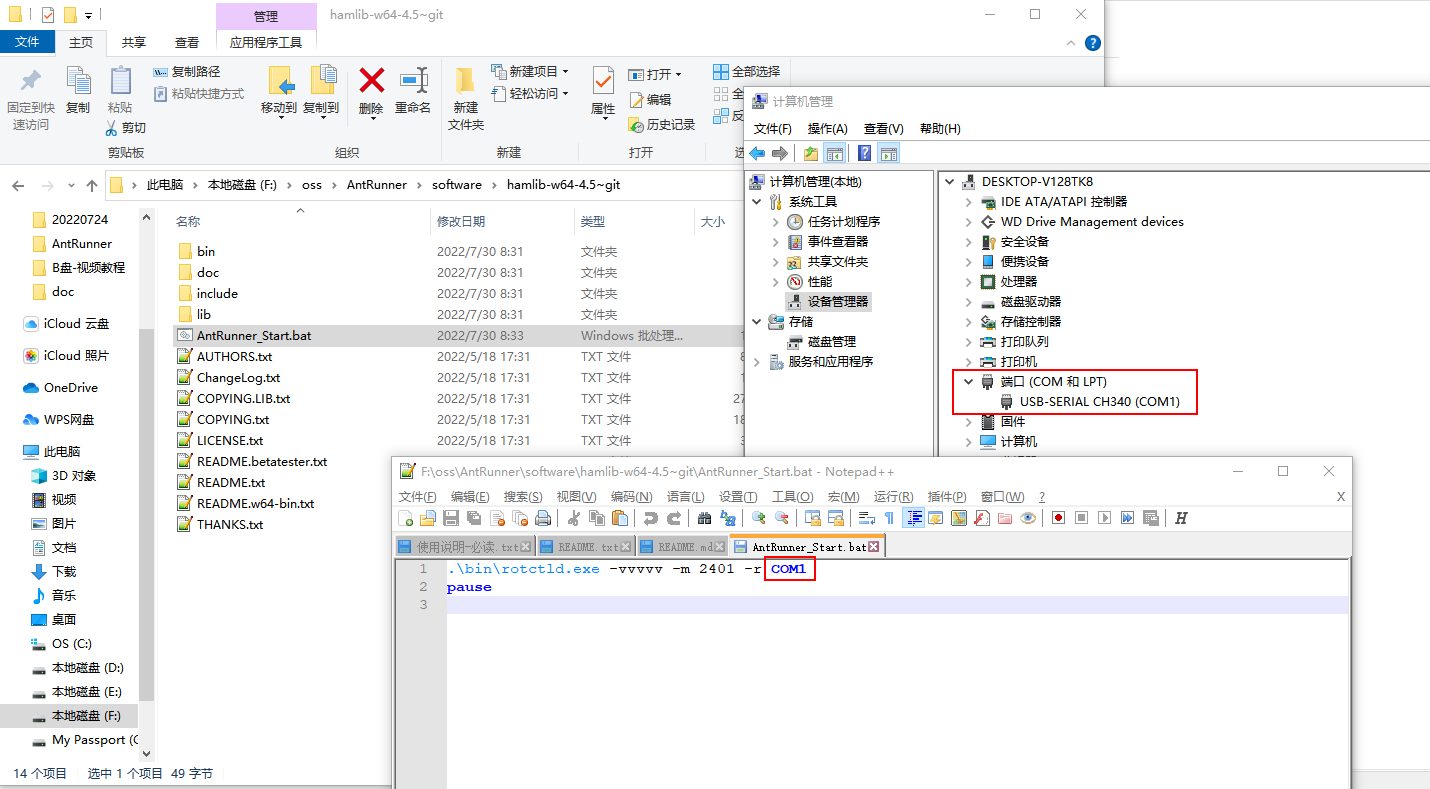 管理
hamlib-w64-4.5~git
文件
主页
共享
查看
应用程序工具
固定到快速访问
复制
粘贴
复制路径
粘贴快捷方式
剪切
移动到
复制到
删除
重命名
新建文件夹
新建项目
轻松访问
属性
打开
编辑
历史记录
全部选择
剪贴板
组织
新建
打开
此电脑
本地磁盘 (F:)
oss
AntRunner
software
hamlib-w64-4.5~git
20220724
AntRunner
B盘-视频教程
doc
iCloud 云盘
iCloud 照片
OneDrive
WPS网盘
此电脑
3D 对象
视频
图片
文档
下载
音乐
桌面
OS (C:)
本地磁盘 (D:)
本地磁盘 (E:)
本地磁盘 (F:)
My Passport (
名称 修改日期 类型 大小
bin 2022/7/30 8:31 文件夹
doc 2022/7/30 8:31 文件夹
include 2022/7/30 8:31 文件夹
lib 2022/7/30 8:31 文件夹
AntRunner_Start.bat 2022/7/30 8:33 Windows 批处理...
AUTHORS.txt 2022/5/18 17:31 TXT 文件
ChangeLog.txt 2022/5/18 17:31 TXT 文件
COPYING.LIB.txt 2022/5/18 17:31 TXT 文件
COPYING.txt 2022/5/18 17:31 TXT 文件
LICENSE.txt 2022/5/18 17:31 TXT 文件
README.betatester.txt
README.txt
README.w64-bin.txt
THANKS.txt
14 个项目 选中 1 个项目 49 字节
计算机管理
文件(F) 操作(A) 查看(V) 帮助(H)
计算机管理(本地)
系统工具
任务计划程序
事件查看器
共享文件夹
性能
设备管理器
存储
磁盘管理
服务和应用程序
DESKTOP-V128TK8
IDE ATA/ATAPI 控制器
WD Drive Management devices
安全设备
便携设备
处理器
磁盘驱动器
存储控制器
打印队列
打印机
端口 (COM 和 LPT)
USB-SERIAL CH340 (COM1)
固件
计算机
F:\oss\AntRunner\software\hamlib-w64-4.5~git\AntRunner_Start.bat - Notepad++
文件(F) 编辑(E) 搜索(S) 视图(V) 编码(N) 语言(L) 设置(T) 工具(O) 宏(M) 运行(R) 插件(P) 窗口(W) ? X
使用说明-必读.txt README.txt README.md AntRunner_Start.bat
1 .\bin\rotctld.exe -vvvvv -m 2401 -r COM1
2 pause
3